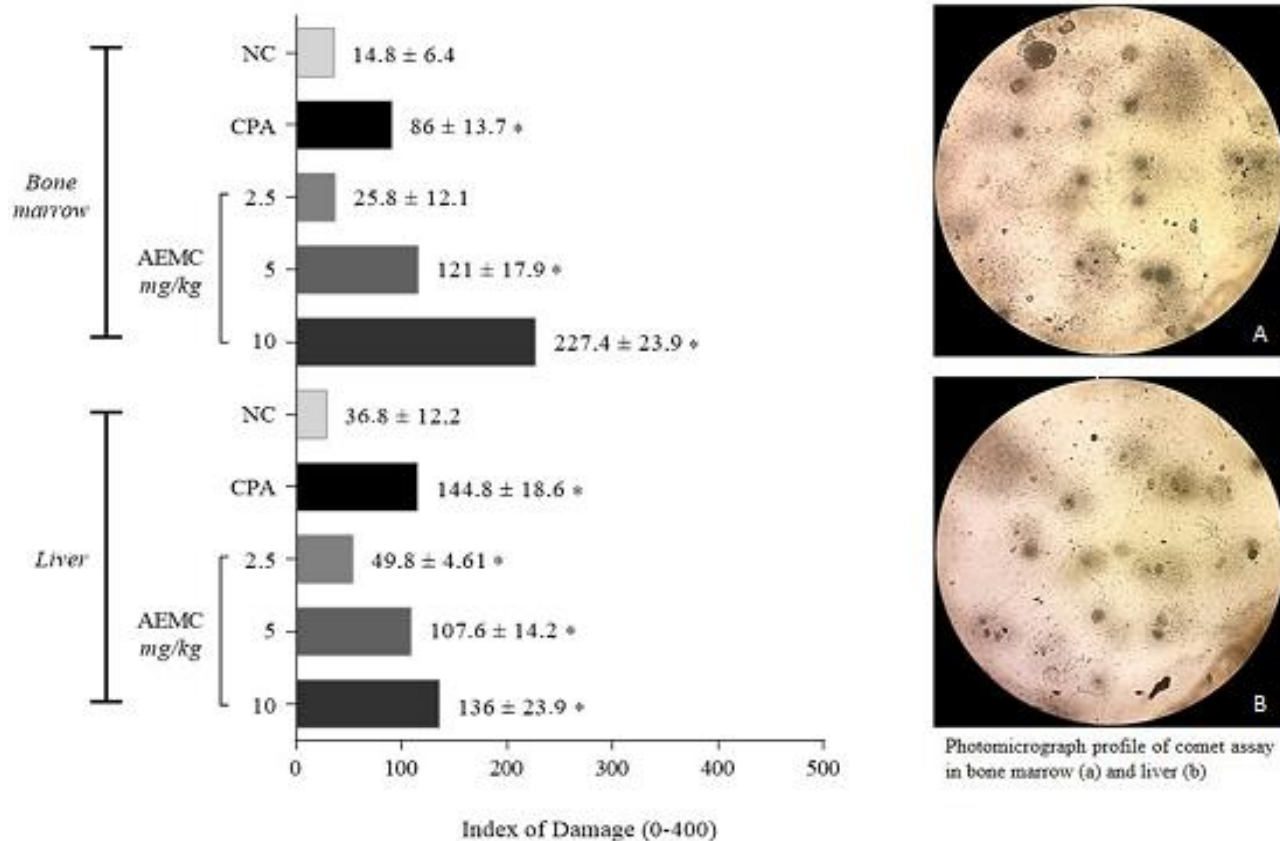 NC
14.8 ± 6.4
CPA
86 ± 13.7 *
Bone
marrow
2.5
25.8 ± 12.1
AEMC
mg/kg
5
121 ± 17.9 *
10
227.4 ± 23.9 *
NC
36.8 ± 12.2
CPA
144.8 ± 18.6 *
Liver
2.5
49.8 ± 4.61 *
AEMC
mg/kg
5
107.6 ± 14.2 *
10
136 ± 23.9 *
0 100 200 300 400 500
Index of Damage (0-400)
A
B
Photomicrograph profile of comet assay
in bone marrow (a) and liver (b)